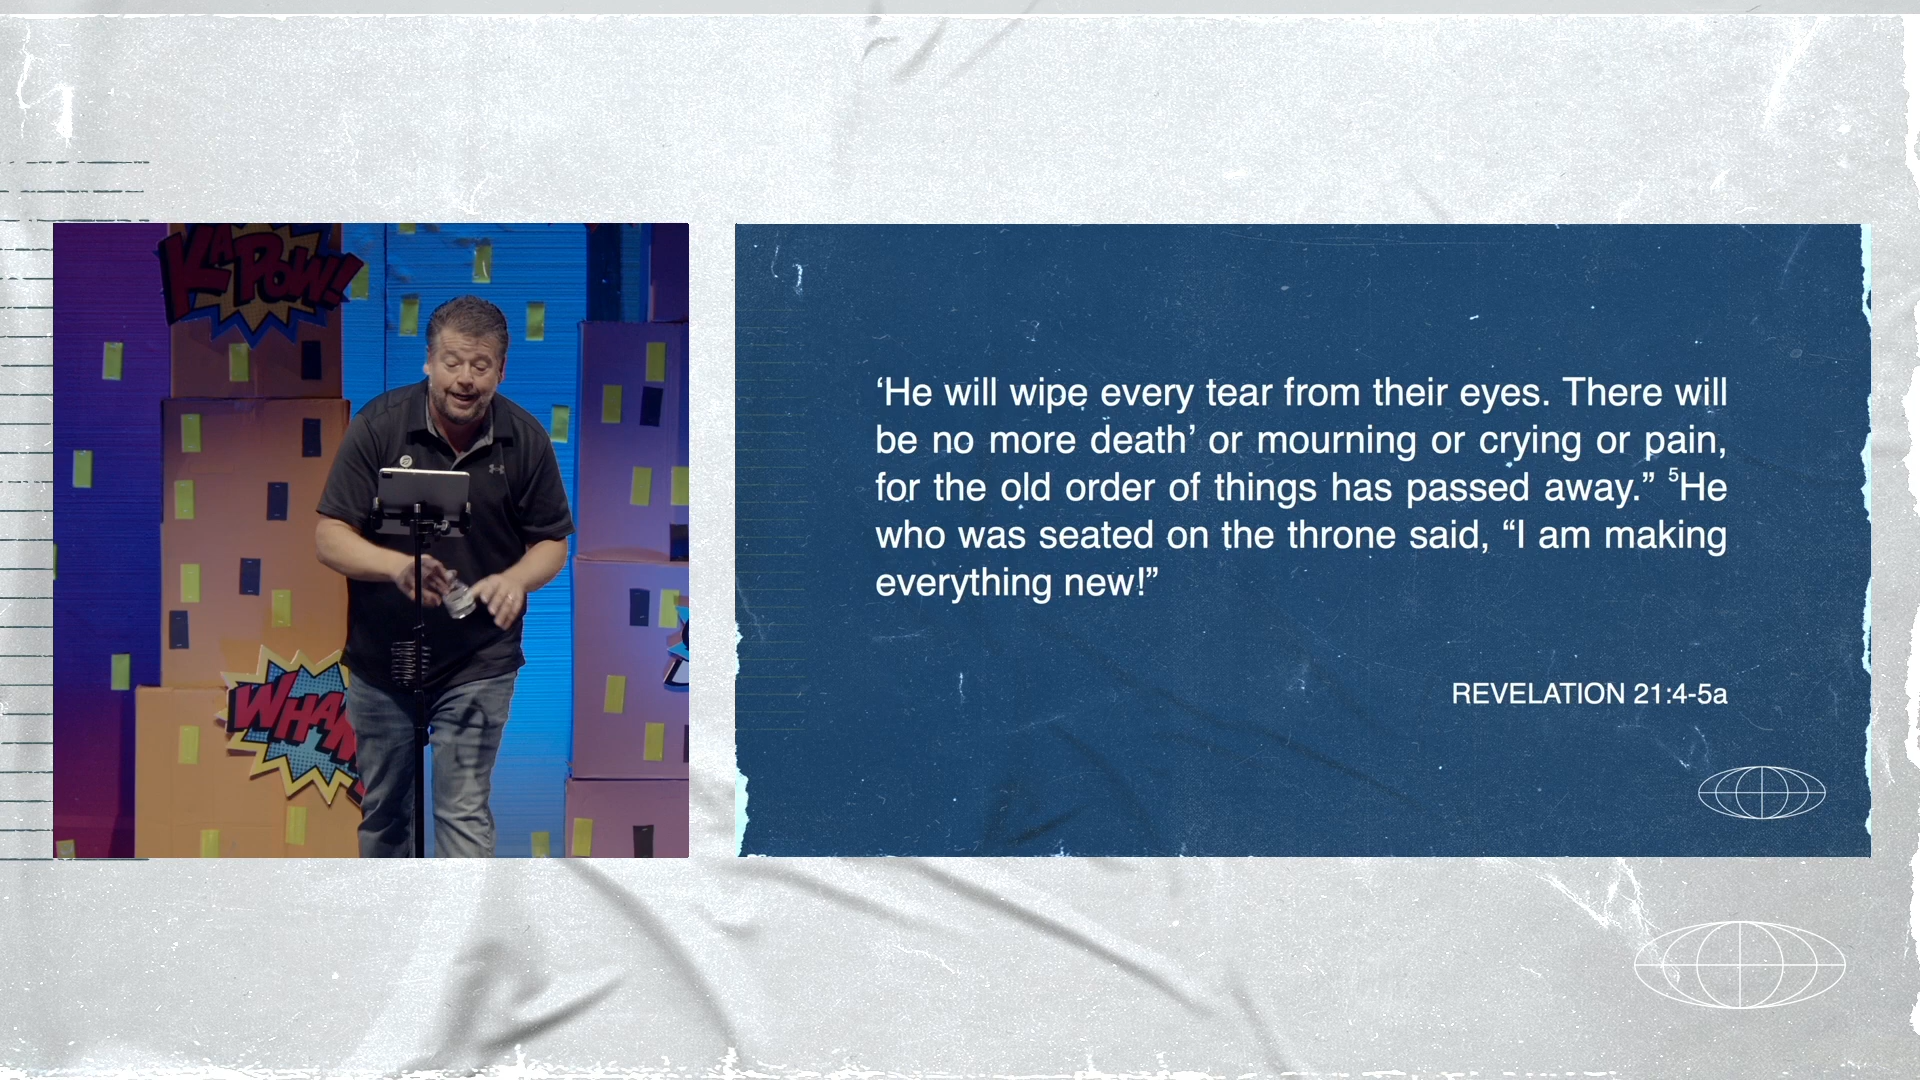 KAPOW!
WHAM
‘He will wipe every tear from their eyes. There will
be no more death’ or mourning or crying or pain,
for the old order of things has passed away.” ⁵He
who was seated on the throne said, “I am making
everything new!”
REVELATION 21:4-5a